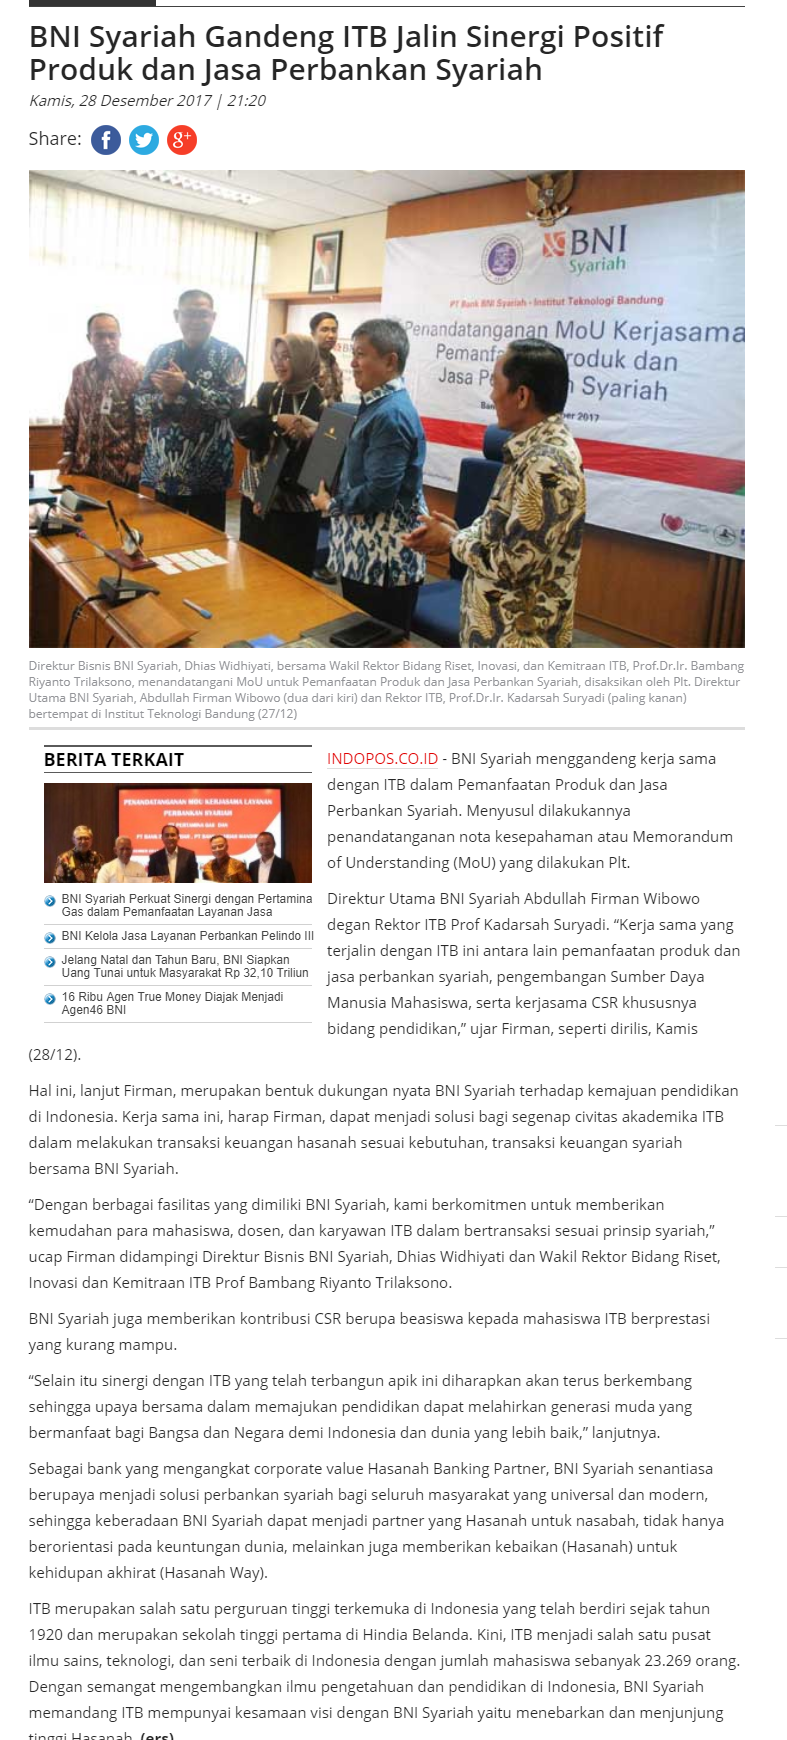 BNI Syariah Gandeng ITB Jalin Sinergi Positif
Produk dan Jasa Perbankan Syariah
Kamis, 28 Desember 2017 | 21:20
Share:
BNI
Syariah
PT Bank BNI Syariah - Institut Teknologi Bandung
Penandatanganan MoU Kerjasama
Pemanfa roduk dan
Jasa P Syariah
Ban er 2017
Direktur Bisnis BNI Syariah, Dhias Widhiyati, bersama Wakil Rektor Bidang Riset, Inovasi, dan Kemitraan ITB, Prof.Dr.Ir. Bambang
Riyanto Trilaksono, menandatangani MoU untuk Pemanfaatan Produk dan Jasa Perbankan Syariah, disaksikan oleh Plt. Direktur
Utama BNI Syariah, Abdullah Firman Wibowo (dua dari kiri) dan Rektor ITB, Prof.Dr.Ir. Kadarsah Suryadi (paling kanan)
bertempat di Institut Teknologi Bandung (27/12)
BERITA TERKAIT
PENANDATANGANAN MOU KERJASAMA LAYANAN
PERBANKAN SYARIAH
BNI Syariah Perkuat Sinergi dengan Pertamina
Gas dalam Pemanfaatan Layanan Jasa
BNI Kelola Jasa Layanan Perbankan Pelindo III
Jelang Natal dan Tahun Baru, BNI Siapkan
Uang Tunai untuk Masyarakat Rp 32,10 Triliun
16 Ribu Agen True Money Diajak Menjadi
Agen46 BNI
INDOPOS.CO.ID - BNI Syariah menggandeng kerja sama
dengan ITB dalam Pemanfaatan Produk dan Jasa
Perbankan Syariah. Menyusul dilakukannya
penandatanganan nota kesepahaman atau Memorandum
of Understanding (MoU) yang dilakukan Plt.
Direktur Utama BNI Syariah Abdullah Firman Wibowo
degan Rektor ITB Prof Kadarsah Suryadi. “Kerja sama yang
terjalin dengan ITB ini antara lain pemanfaatan produk dan
jasa perbankan syariah, pengembangan Sumber Daya
Manusia Mahasiswa, serta kerjasama CSR khususnya
bidang pendidikan,” ujar Firman, seperti dirilis, Kamis
(28/12).
Hal ini, lanjut Firman, merupakan bentuk dukungan nyata BNI Syariah terhadap kemajuan pendidikan
di Indonesia. Kerja sama ini, harap Firman, dapat menjadi solusi bagi segenap civitas akademika ITB
dalam melakukan transaksi keuangan hasanah sesuai kebutuhan, transaksi keuangan syariah
bersama BNI Syariah.
“Dengan berbagai fasilitas yang dimiliki BNI Syariah, kami berkomitmen untuk memberikan
kemudahan para mahasiswa, dosen, dan karyawan ITB dalam bertransaksi sesuai prinsip syariah,”
ucap Firman didampingi Direktur Bisnis BNI Syariah, Dhias Widhiyati dan Wakil Rektor Bidang Riset,
Inovasi dan Kemitraan ITB Prof Bambang Riyanto Trilaksono.
BNI Syariah juga memberikan kontribusi CSR berupa beasiswa kepada mahasiswa ITB berprestasi
yang kurang mampu.
“Selain itu sinergi dengan ITB yang telah terbangun apik ini diharapkan akan terus berkembang
sehingga upaya bersama dalam memajukan pendidikan dapat melahirkan generasi muda yang
bermanfaat bagi Bangsa dan Negara demi Indonesia dan dunia yang lebih baik,” lanjutnya.
Sebagai bank yang mengangkat corporate value Hasanah Banking Partner, BNI Syariah senantiasa
berupaya menjadi solusi perbankan syariah bagi seluruh masyarakat yang universal dan modern,
sehingga keberadaan BNI Syariah dapat menjadi partner yang Hasanah untuk nasabah, tidak hanya
berorientasi pada keuntungan dunia, melainkan juga memberikan kebaikan (Hasanah) untuk
kehidupan akhirat (Hasanah Way).
ITB merupakan salah satu perguruan tinggi terkemuka di Indonesia yang telah berdiri sejak tahun
1920 dan merupakan sekolah tinggi pertama di Hindia Belanda. Kini, ITB menjadi salah satu pusat
ilmu sains, teknologi, dan seni terbaik di Indonesia dengan jumlah mahasiswa sebanyak 23.269 orang.
Dengan semangat mengembangkan ilmu pengetahuan dan pendidikan di Indonesia, BNI Syariah
memandang ITB mempunyai kesamaan visi dengan BNI Syariah yaitu menebarkan dan menjunjung
tinggi Hasanah. (ers)